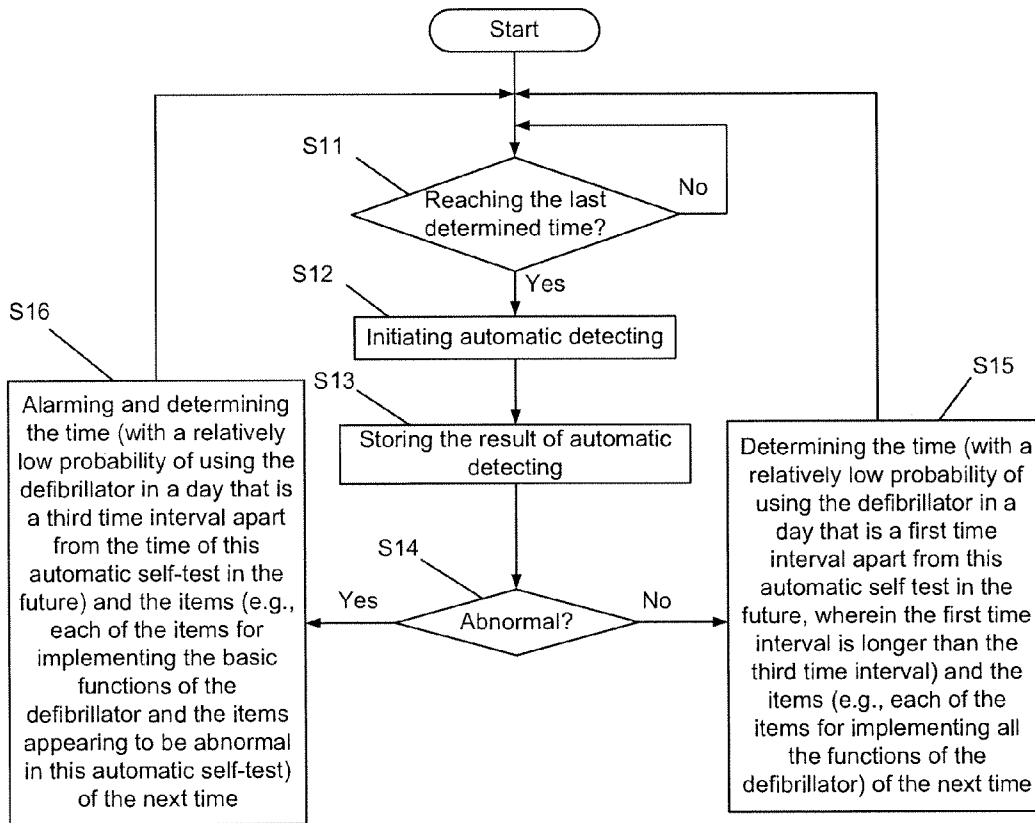 Start
S11
Reaching the last
determined time?
No
Yes
S12
Initiating automatic detecting
S13
Storing the result of automatic
detecting
S14
Abnormal?
Yes
No
S16
Alarming and determining
the time (with a relatively
low probability of using the
defibrillator in a day that is
a third time interval apart
from the time of this
automatic self-test in the
future) and the items (e.g.,
each of the items for
implementing the basic
functions of the
defibrillator and the items
appearing to be abnormal
in this automatic self-test)
of the next time
S15
Determining the time (with a
relatively low probability of
using the defibrillator in a
day that is a first time
interval apart from this
automatic self test in the
future, wherein the first time
interval is longer than the
third time interval) and the
items (e.g., each of the
items for implementing all
the functions of the
defibrillator) of the next time